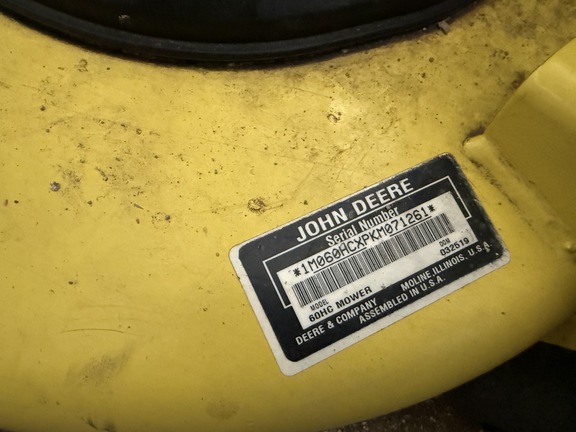 JOHN DEERE
Serial Number
*1M060HCXPKM071261*
MODEL
60HC MOWER
DOM
032519
DEERE & COMPANY MOLINE, ILLINOIS, U.S.A.
ASSEMBLED IN U.S.A.